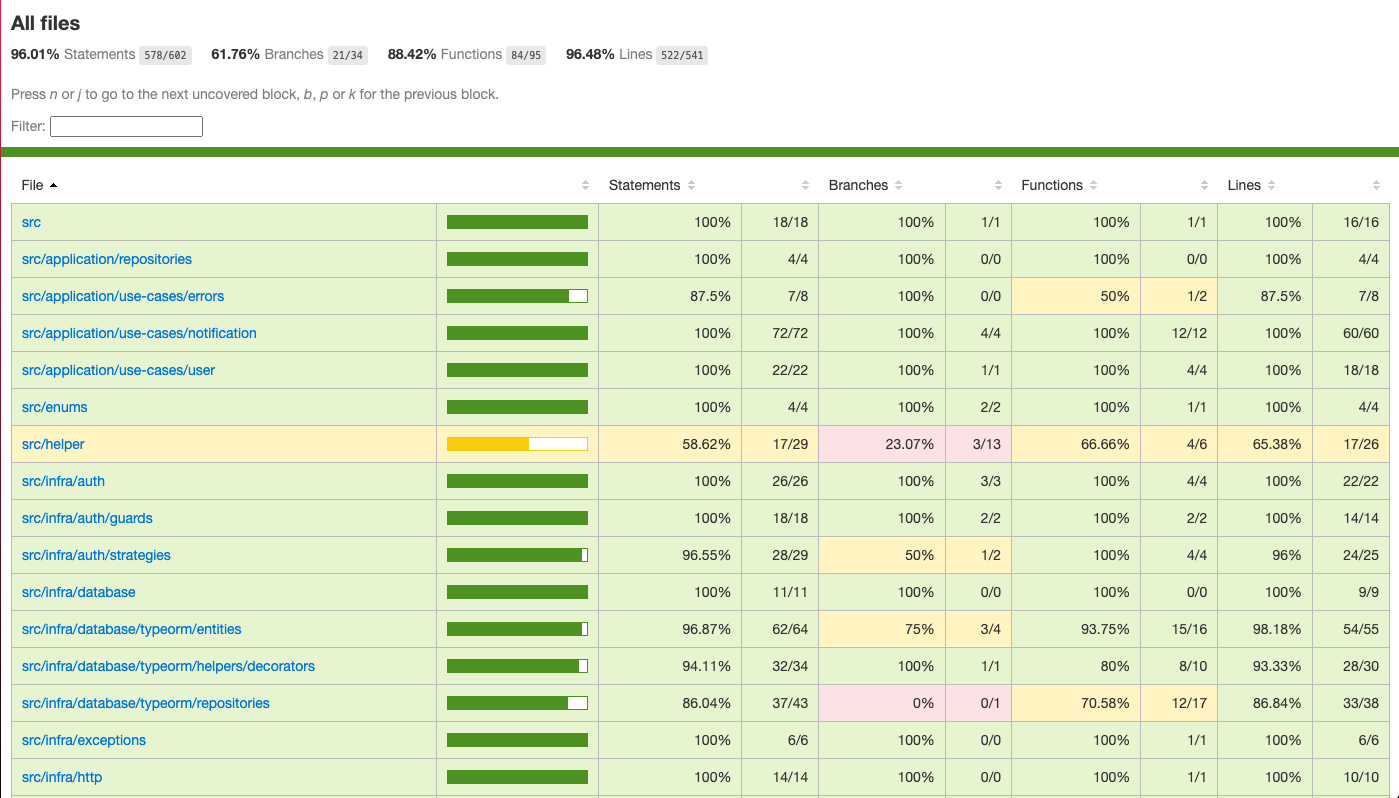 All files
96.01% Statements 578/602 61.76% Branches 21/34 88.42% Functions 84/95 96.48% Lines 522/541
Press n or j to go to the next uncovered block, b, p or k for the previous block.
Filter:
File Statements Branches Functions Lines
src 100% 18/18 100% 1/1 100% 1/1 100% 16/16
src/application/repositories 100% 4/4 100% 0/0 100% 0/0 100% 4/4
src/application/use-cases/errors 87.5% 7/8 100% 0/0 50% 1/2 87.5% 7/8
src/application/use-cases/notification 100% 72/72 100% 4/4 100% 12/12 100% 60/60
src/application/use-cases/user 100% 22/22 100% 1/1 100% 4/4 100% 18/18
src/enums 100% 4/4 100% 2/2 100% 1/1 100% 4/4
src/helper 58.62% 17/29 23.07% 3/13 66.66% 4/6 65.38% 17/26
src/infra/auth 100% 26/26 100% 3/3 100% 4/4 100% 22/22
src/infra/auth/guards 100% 18/18 100% 2/2 100% 2/2 100% 14/14
src/infra/auth/strategies 96.55% 28/29 50% 1/2 100% 4/4 96% 24/25
src/infra/database 100% 11/11 100% 0/0 100% 0/0 100% 9/9
src/infra/database/typeorm/entities 96.87% 62/64 75% 3/4 93.75% 15/16 98.18% 54/55
src/infra/database/typeorm/helpers/decorators 94.11% 32/34 100% 1/1 80% 8/10 93.33% 28/30
src/infra/database/typeorm/repositories 86.04% 37/43 0% 0/1 70.58% 12/17 86.84% 33/38
src/infra/exceptions 100% 6/6 100% 0/0 100% 1/1 100% 6/6
src/infra/http 100% 14/14 100% 0/0 100% 1/1 100% 10/10